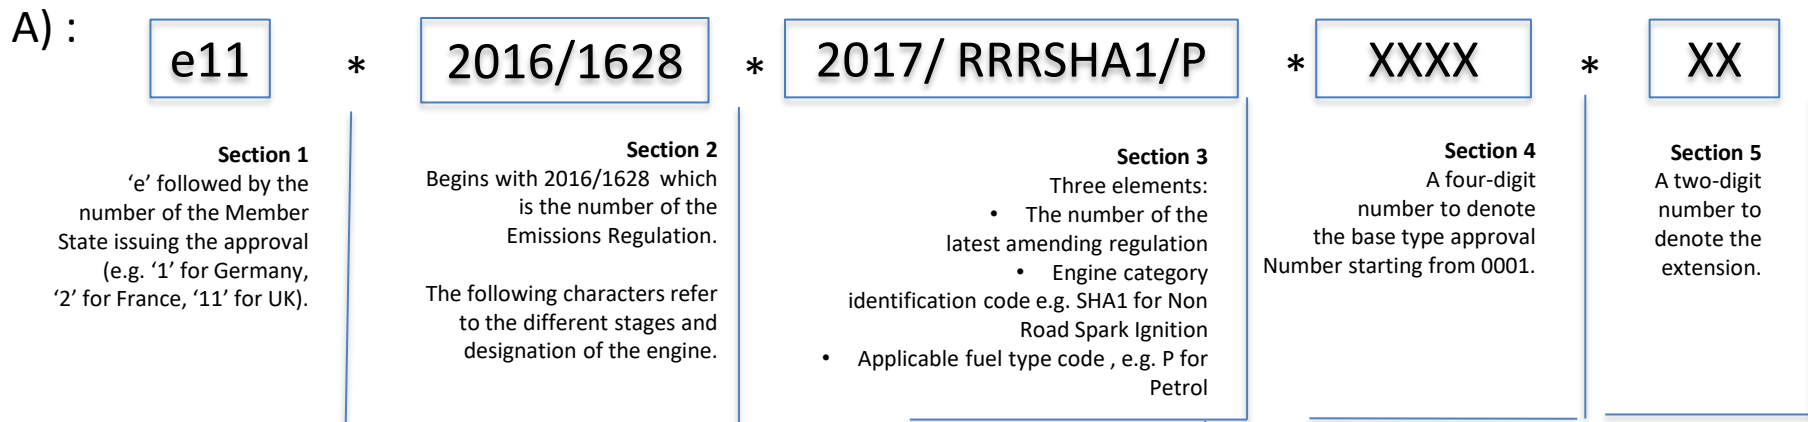 A) :
e11 * 2016/1628 * 2017/ RRRSHA1/P * XXXX * XX
Section 1
‘e’ followed by the
number of the Member
State issuing the approval
(e.g. ‘1’ for Germany,
‘2’ for France, ‘11’ for UK).
Section 2
Begins with 2016/1628 which
is the number of the
Emissions Regulation.
The following characters refer
to the different stages and
designation of the engine.
Section 3
Three elements:
• The number of the
latest amending regulation
• Engine category
identification code e.g. SHA1 for Non
Road Spark Ignition
• Applicable fuel type code , e.g. P for
Petrol
Section 4
A four-digit
number to denote
the base type approval
Number starting from 0001.
Section 5
A two-digit
number to
denote the
extension.